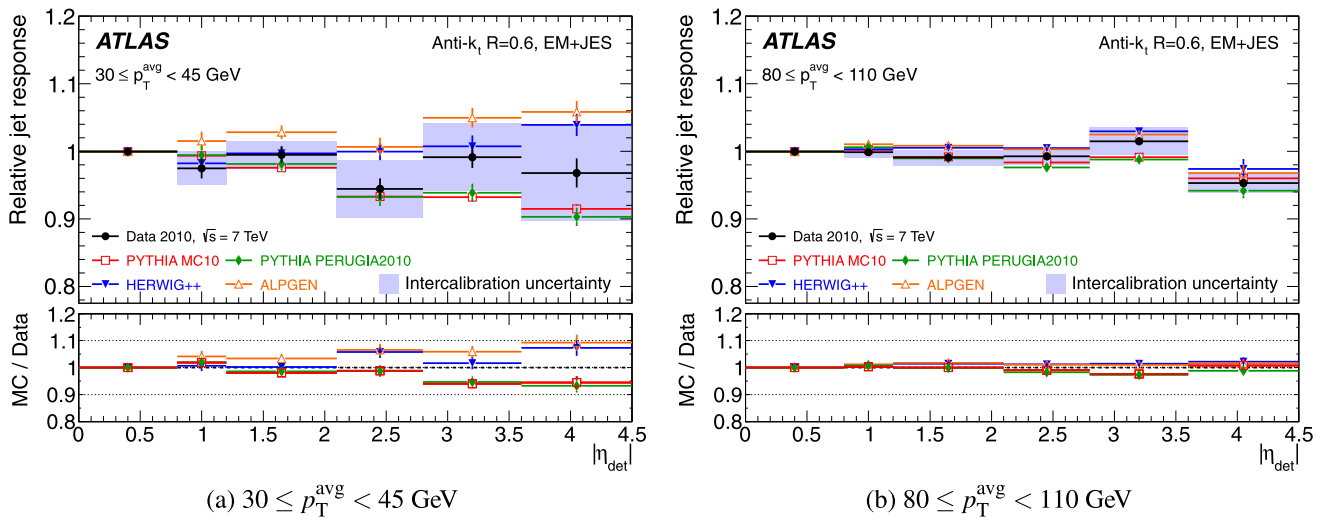 ATLAS
Anti-k_t R=0.6, EM+JES
30 ≤ p_T^avg < 45 GeV
Relative jet response
1.2
1.1
1
0.9
0.8
Data 2010, √s = 7 TeV
PYTHIA MC10
PYTHIA PERUGIA2010
HERWIG++
ALPGEN
Intercalibration uncertainty
MC / Data
1.2
1.1
1
0.9
0.8
0 0.5 1 1.5 2 2.5 3 3.5 4 4.5
|η_det|
(a) 30 ≤ p_T^avg < 45 GeV
ATLAS
Anti-k_t R=0.6, EM+JES
80 ≤ p_T^avg < 110 GeV
Relative jet response
1.2
1.1
1
0.9
0.8
Data 2010, √s = 7 TeV
PYTHIA MC10
PYTHIA PERUGIA2010
HERWIG++
ALPGEN
Intercalibration uncertainty
MC / Data
1.2
1.1
1
0.9
0.8
0 0.5 1 1.5 2 2.5 3 3.5 4 4.5
|η_det|
(b) 80 ≤ p_T^avg < 110 GeV